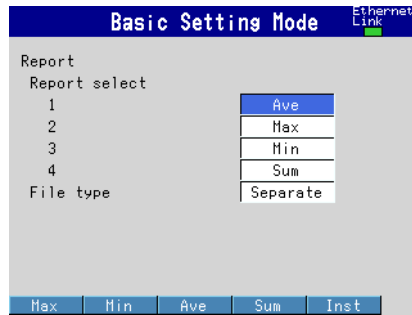 Basic Setting Mode
Ethernet
Link
Report
Report select
1 Ave
2 Max
3 Min
4 Sum
File type Separate
Max Min Ave Sum Inst